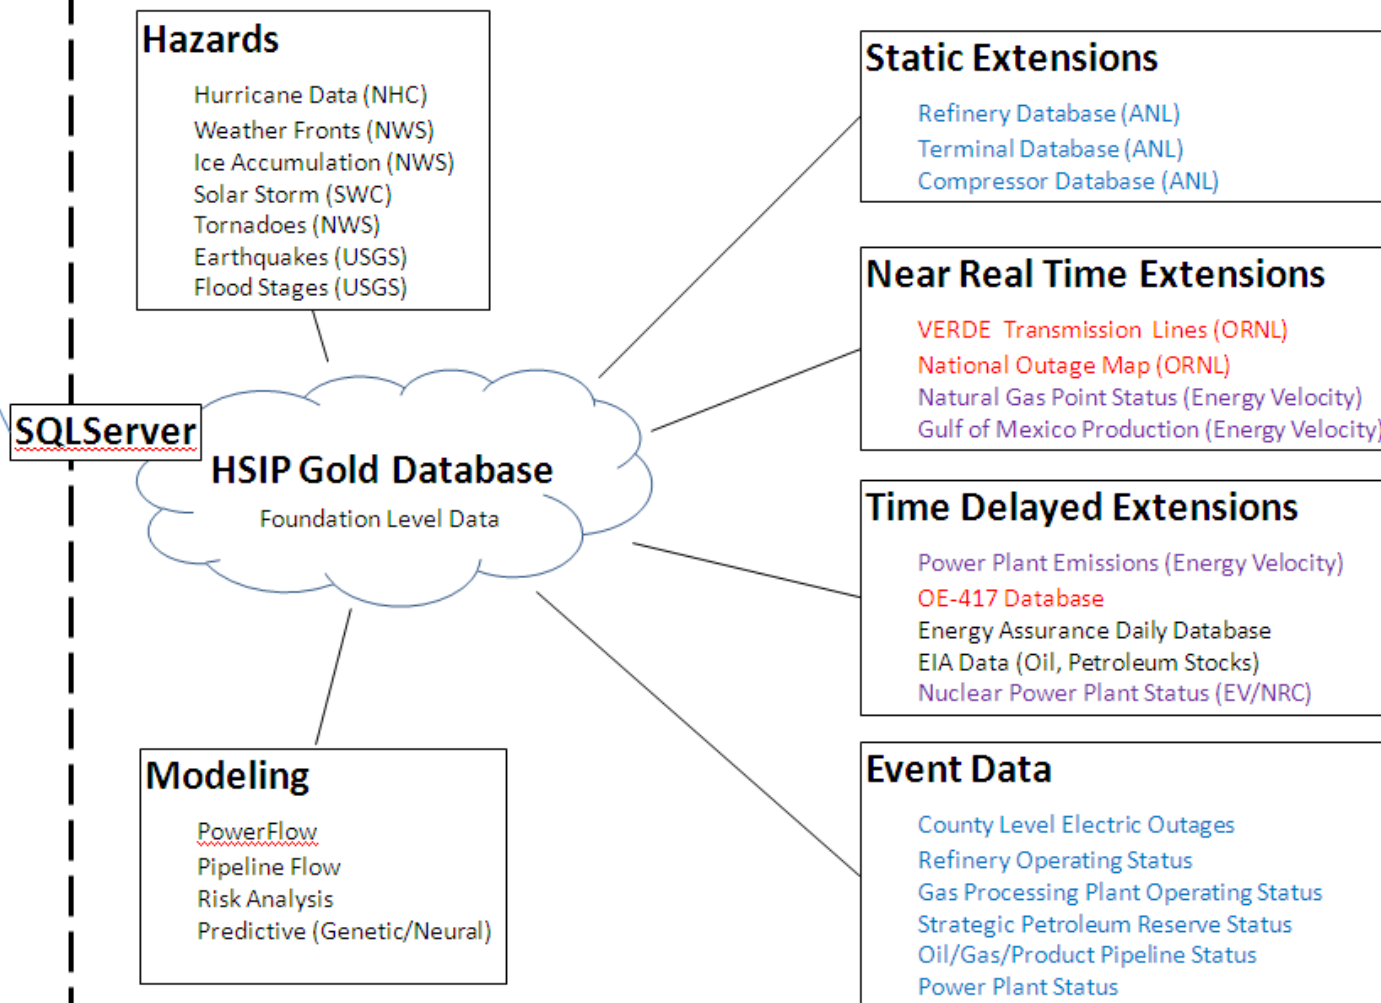 Hazards
Hurricane Data (NHC)
Weather Fronts (NWS)
Ice Accumulation (NWS)
Solar Storm (SWC)
Tornadoes (NWS)
Earthquakes (USGS)
Flood Stages (USGS)
Static Extensions
Refinery Database (ANL)
Terminal Database (ANL)
Compressor Database (ANL)
Near Real Time Extensions
VERDE Transmission Lines (ORNL)
National Outage Map (ORNL)
Natural Gas Point Status (Energy Velocity)
Gulf of Mexico Production (Energy Velocity)
SQLServer
HSIP Gold Database
Foundation Level Data
Time Delayed Extensions
Power Plant Emissions (Energy Velocity)
OE-417 Database
Energy Assurance Daily Database
EIA Data (Oil, Petroleum Stocks)
Nuclear Power Plant Status (EV/NRC)
Modeling
PowerFlow
Pipeline Flow
Risk Analysis
Predictive (Genetic/Neural)
Event Data
County Level Electric Outages
Refinery Operating Status
Gas Processing Plant Operating Status
Strategic Petroleum Reserve Status
Oil/Gas/Product Pipeline Status
Power Plant Status